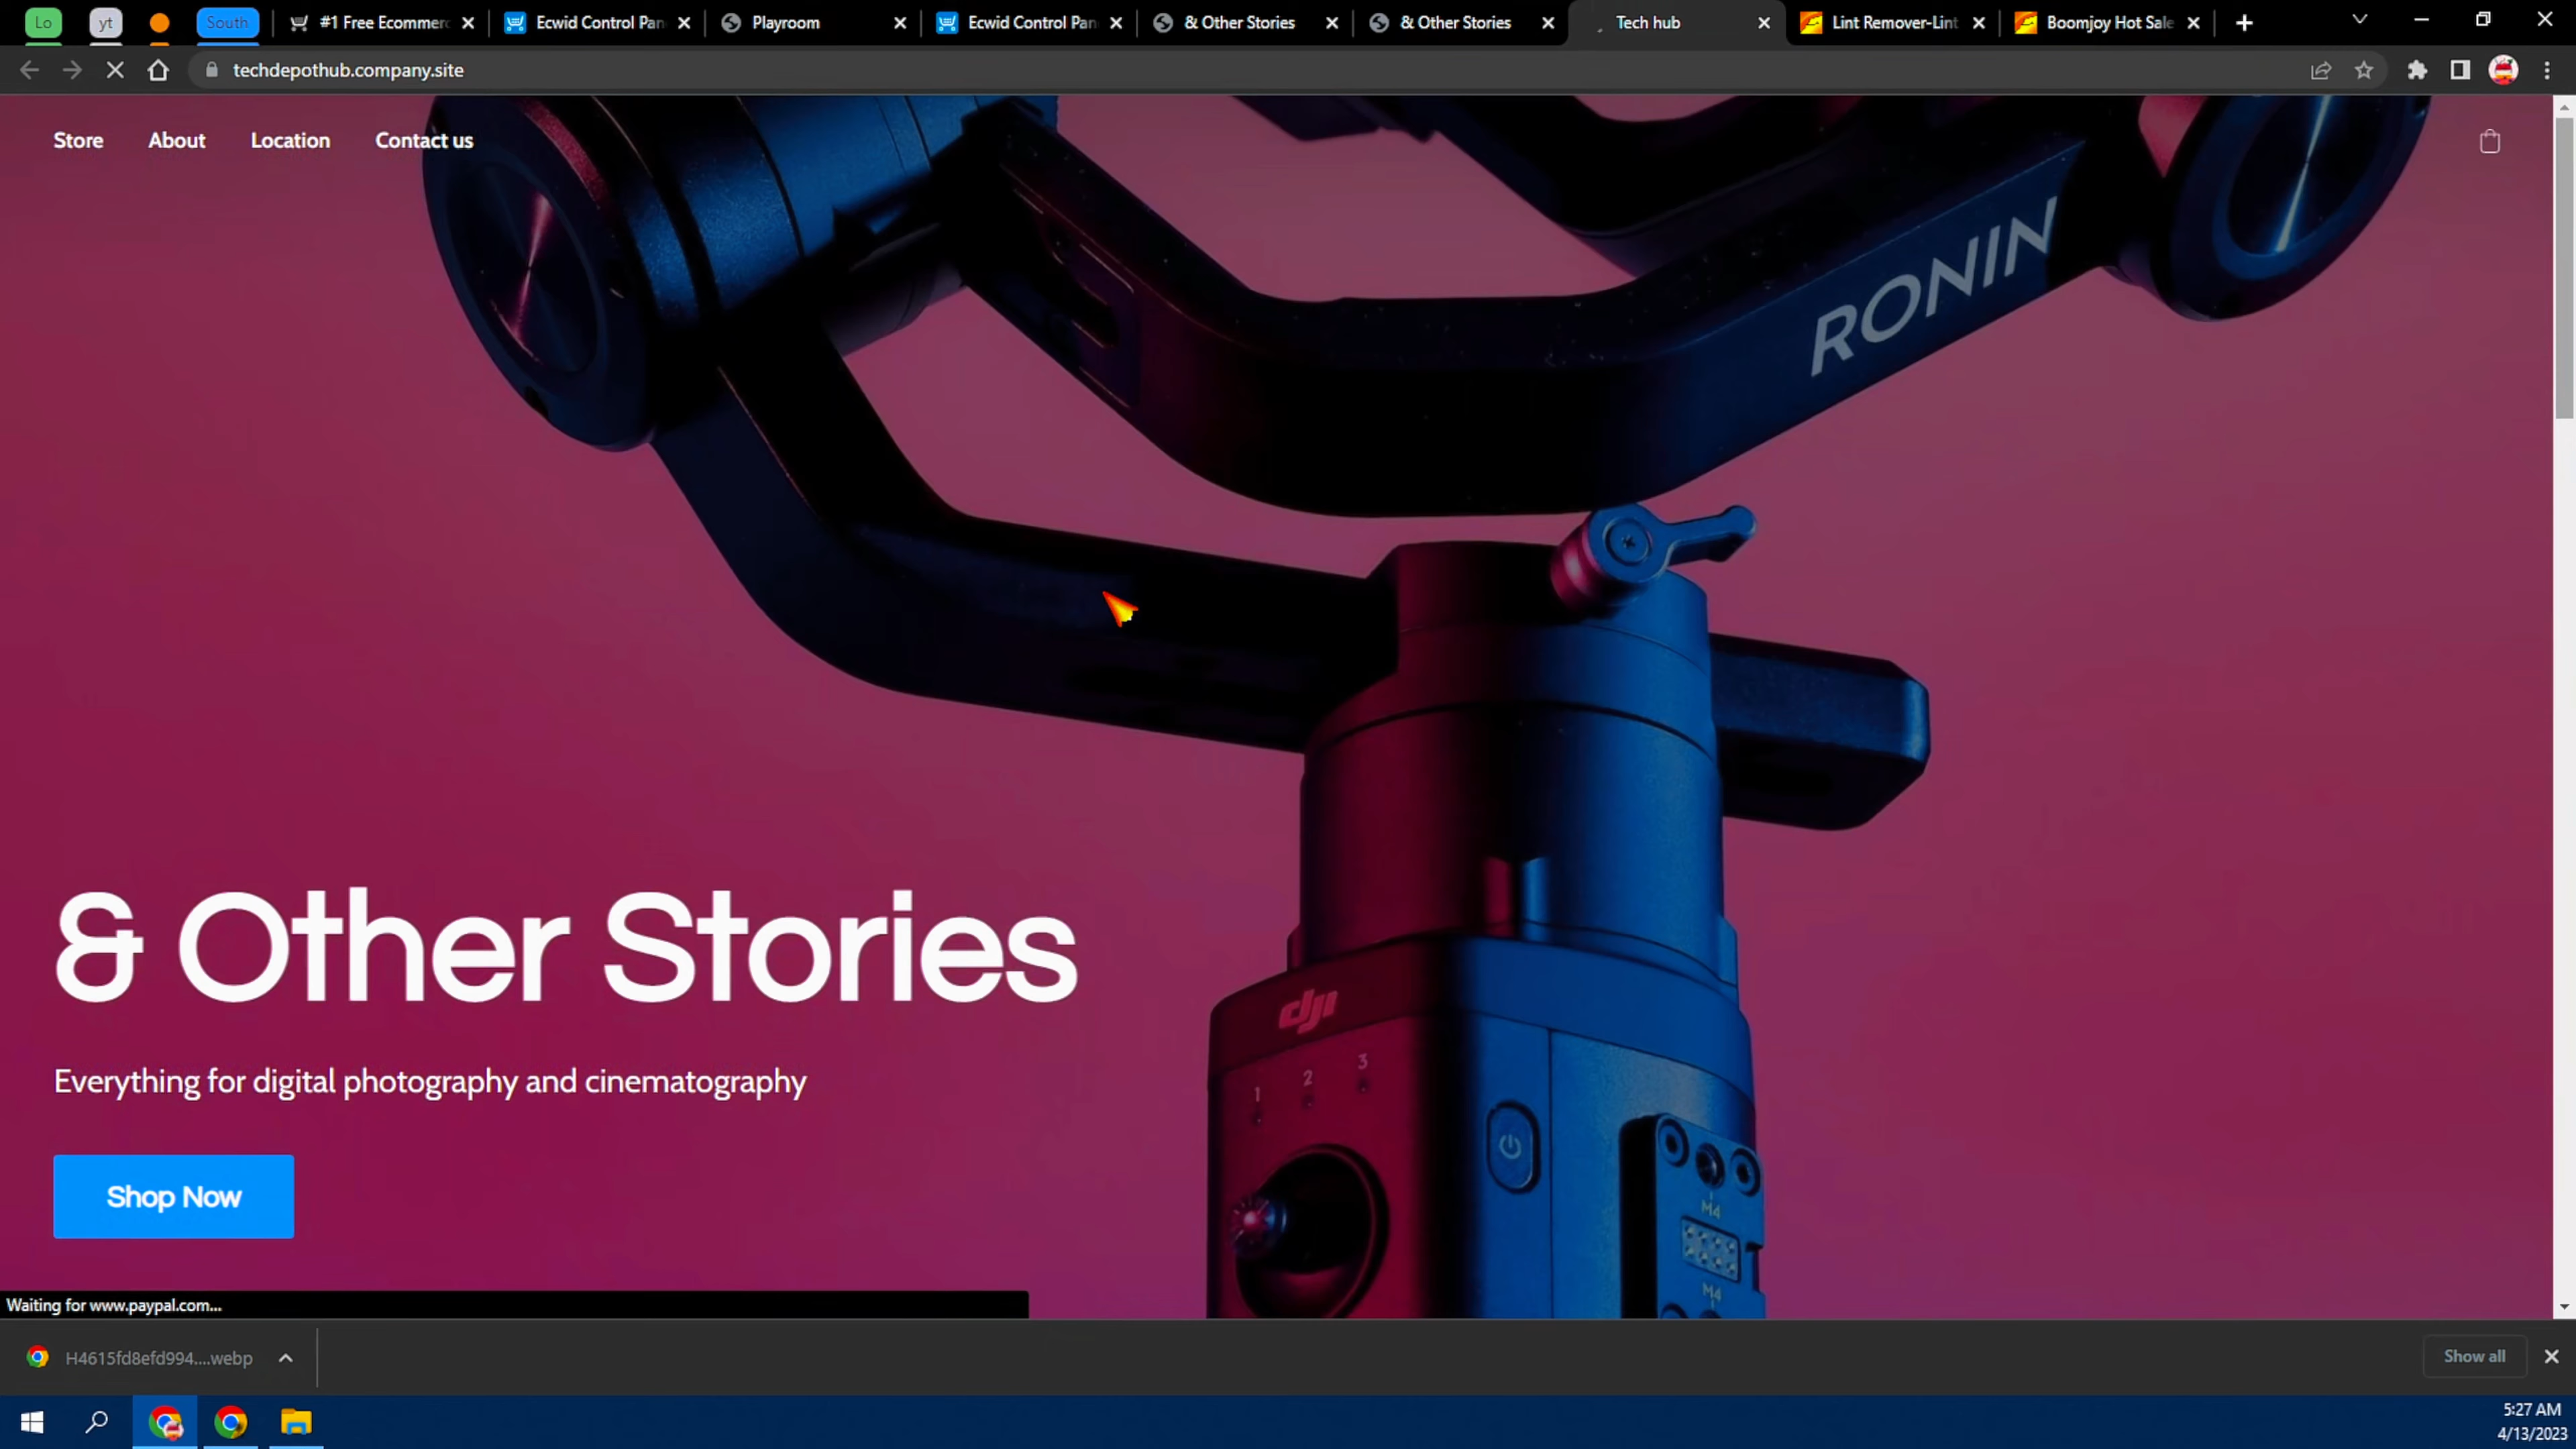 Lo
yt
South
#1 Free Ecommerc
Ecwid Control Pan
Playroom
Ecwid Control Pan
& Other Stories
& Other Stories
Tech hub
Lint Remover-Lint
Boomjoy Hot Sale
techdepothub.company.site
Store
About
Location
Contact us
RONIN
& Other Stories
dji
1 2 3
Everything for digital photography and cinematography
M4
Shop Now
M4
Waiting for www.paypal.com...
H4615fd8efd994....webp
Show all
5:27 AM
4/13/2023